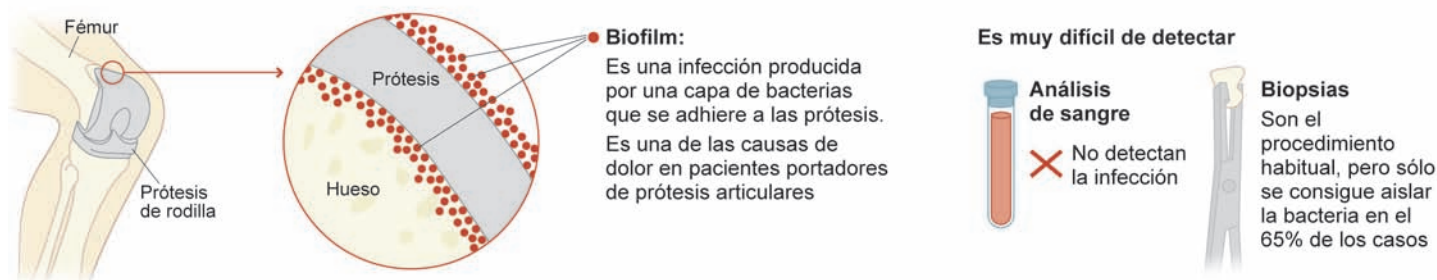 Fémur
Prótesis
de rodilla
Prótesis
Hueso
Biofilm:
Es una infección producida
por una capa de bacterias
que se adhiere a las prótesis.
Es una de las causas de
dolor en pacientes portadores
de prótesis articulares
Es muy difícil de detectar
Análisis
de sangre
No detectan
la infección
Biopsias
Son el
procedimiento
habitual, pero sólo
se consigue aislar
la bacteria en el
65% de los casos